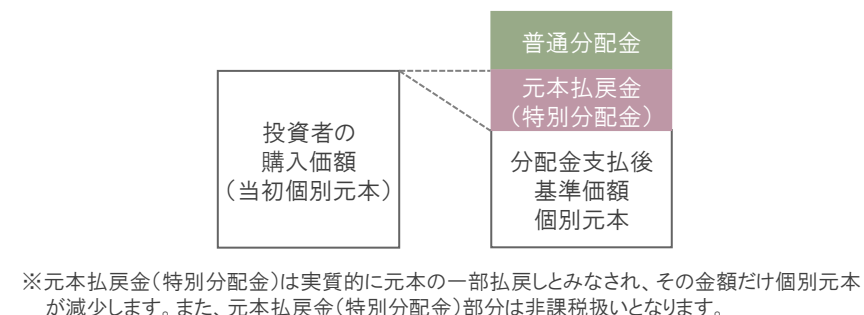 普通分配金
元本払戻金
（特別分配金）
投資者の
購入価額
（当初個別元本）
分配金支払後
基準価額
個別元本
※元本払戻金（特別分配金）は実質的に元本の一部払戻しとみなされ、その金額だけ個別元本
が減少します。また、元本払戻金（特別分配金）部分は非課税扱いとなります。